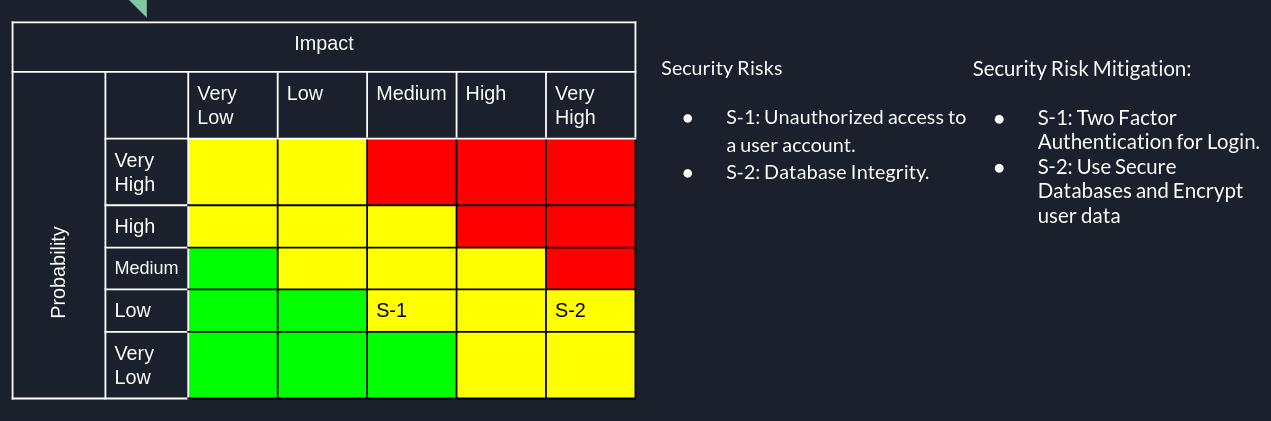 Impact
Very
Low
Low
Medium
High
Very
High
Probability
Very
High
High
Medium
Low
S-1
S-2
Very
Low
Security Risks
● S-1: Unauthorized access to
a user account.
● S-2: Database Integrity.
Security Risk Mitigation:
● S-1: Two Factor
Authentication for Login.
● S-2: Use Secure
Databases and Encrypt
user data